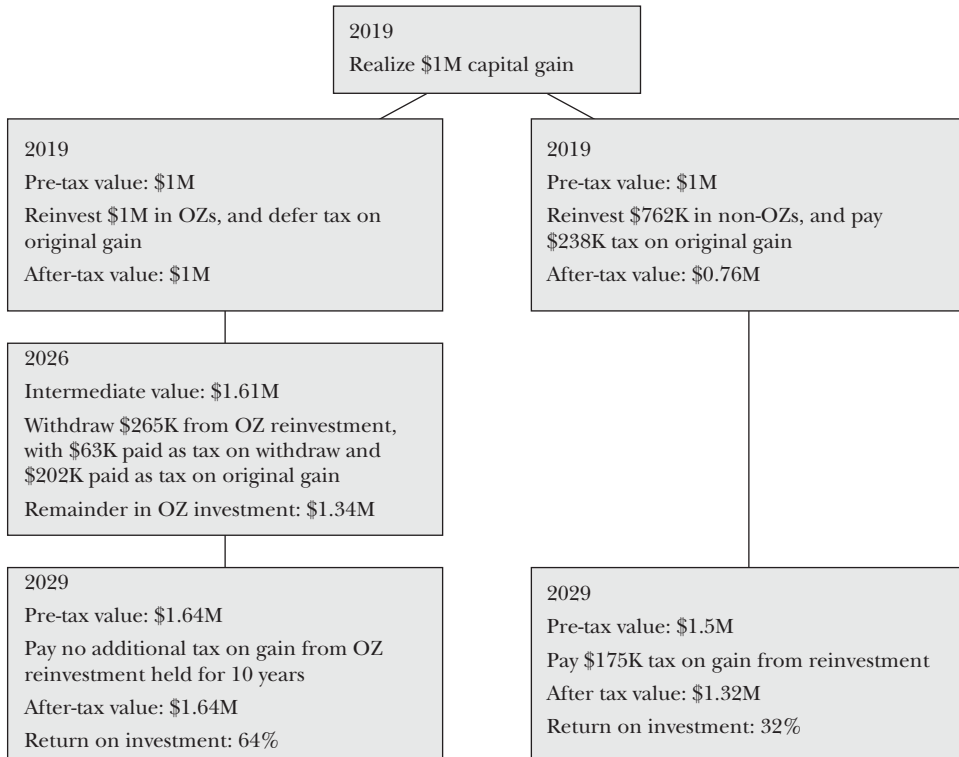 2019
Realize $1M capital gain
2019
Pre-tax value: $1M
Reinvest $1M in OZs, and defer tax on
original gain
After-tax value: $1M
2019
Pre-tax value: $1M
Reinvest $762K in non-OZs, and pay
$238K tax on original gain
After-tax value: $0.76M
2026
Intermediate value: $1.61M
Withdraw $265K from OZ reinvestment,
with $63K paid as tax on withdraw and
$202K paid as tax on original gain
Remainder in OZ investment: $1.34M
2029
Pre-tax value: $1.64M
Pay no additional tax on gain from OZ
reinvestment held for 10 years
After-tax value: $1.64M
Return on investment: 64%
2029
Pre-tax value: $1.5M
Pay $175K tax on gain from reinvestment
After tax value: $1.32M
Return on investment: 32%